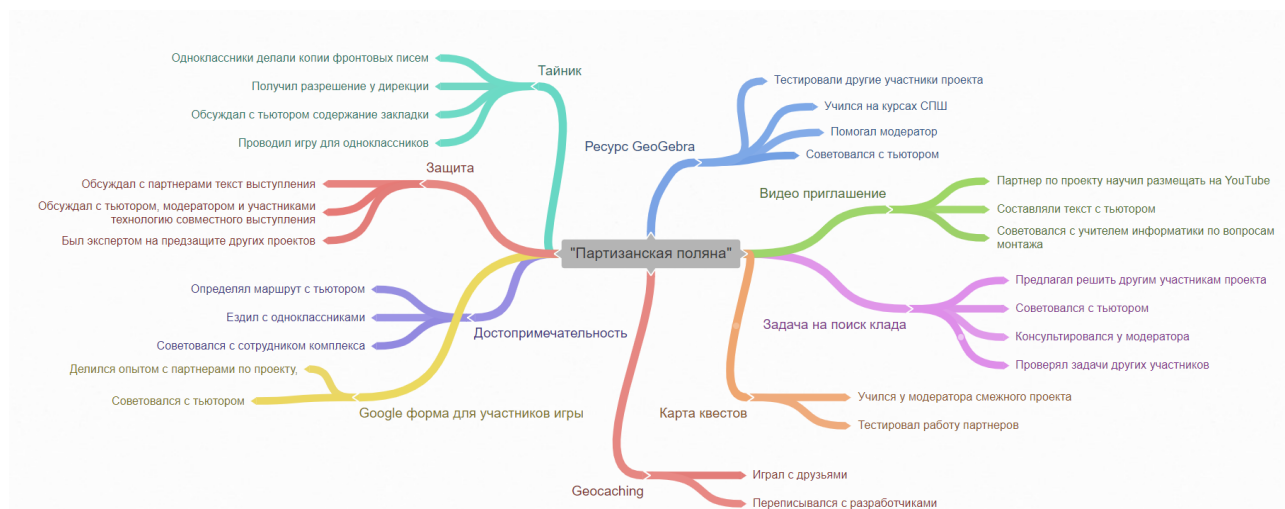 "Партизанская поляна"
Тайник
Одноклассники делали копии фронтовых писем
Получил разрешение у дирекции
Обсуждал с тьютором содержание закладки
Проводил игру для одноклассников
Защита
Обсуждал с партнерами текст выступления
Обсуждал с тьютором, модератором и участниками
технологию совместного выступления
Был экспертом на предзащите других проектов
Достопримечательность
Определял маршрут с тьютором
Ездил с одноклассниками
Советовался с сотрудником комплекса
Google форма для участников игры
Делился опытом с партнерами по проекту,
Советовался с тьютором
Ресурс GeoGebra
Тестировали другие участники проекта
Учился на курсах СПШ
Помогал модератор
Советовался с тьютором
Видео приглашение
Партнер по проекту научил размещать на YouTube
Составляли текст с тьютором
Советовался с учителем информатики по вопросам
монтажа
Задача на поиск клада
Предлагал решить другим участникам проекта
Советовался с тьютором
Консультировался у модератора
Проверял задачи других участников
Карта квестов
Учился у модератора смежного проекта
Тестировал работу партнеров
Geocaching
Играл с друзьями
Переписывался с разработчиками